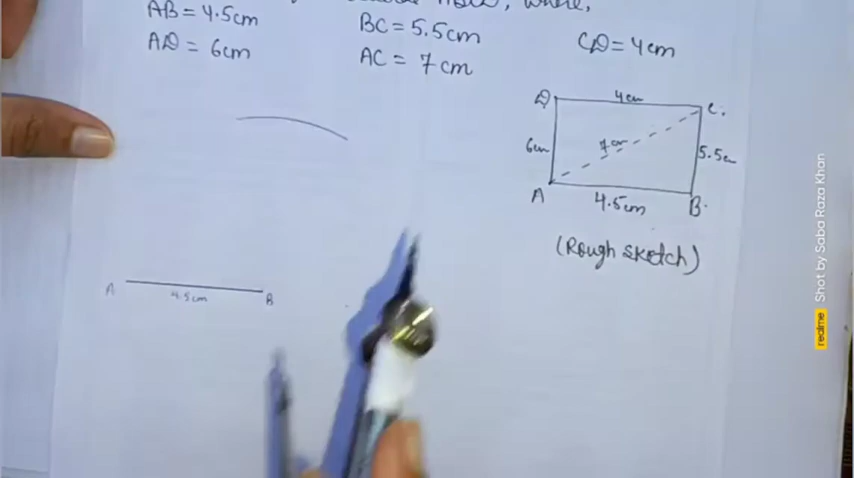 where,
AB = 4.5cm BC = 5.5cm CD = 4cm
AD = 6cm AC = 7cm
D 4cm C.
6cm 7cm 5.5cm
A 4.5cm B.
(Rough sketch)
A 4.5cm B
realme Shot by Saba Raza Khan